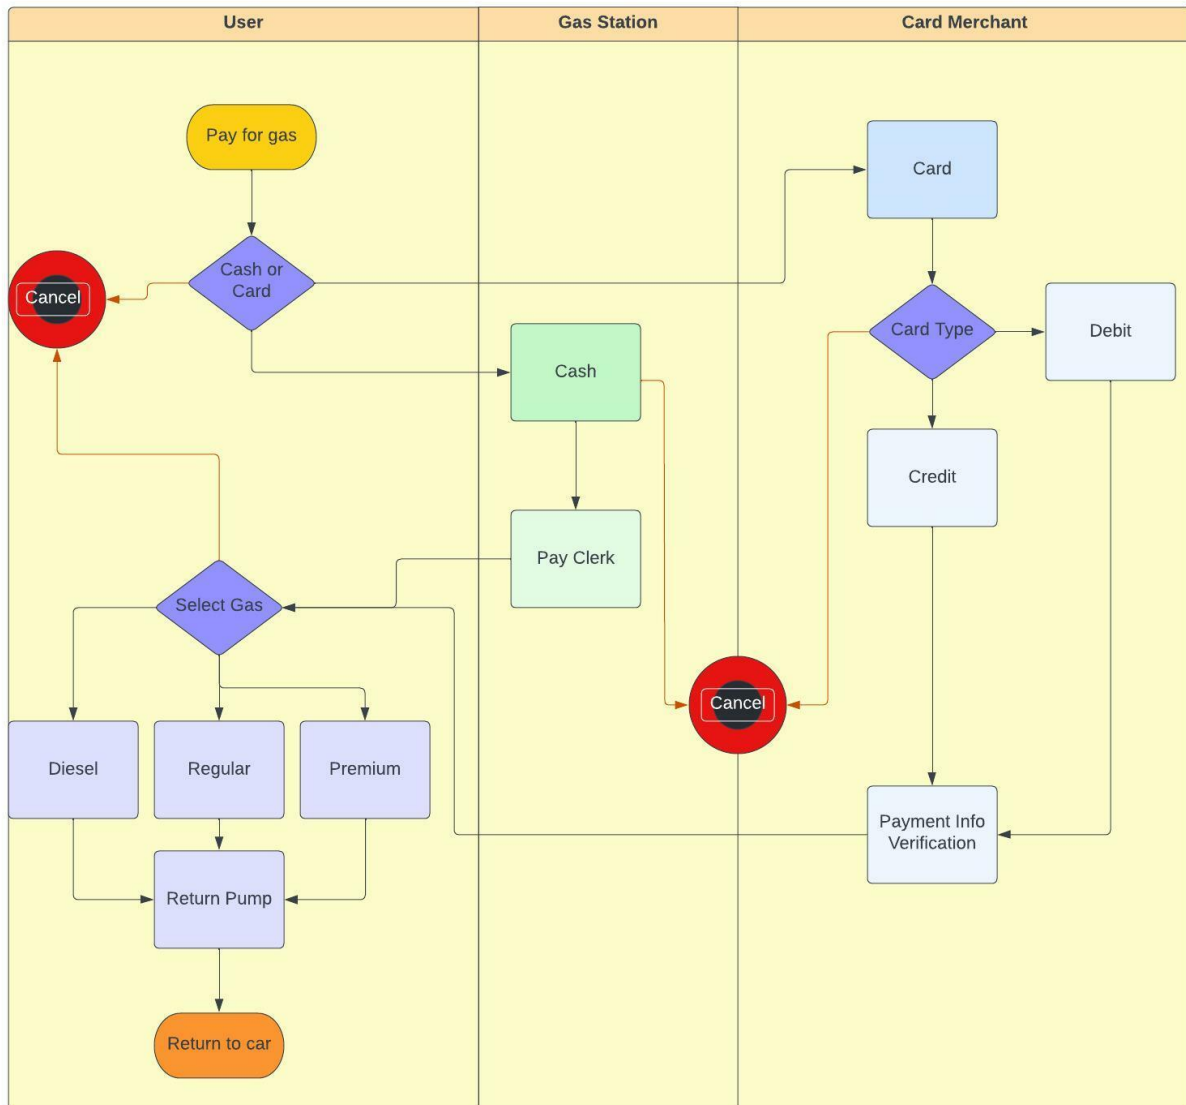 User
Gas Station
Card Merchant
Pay for gas
Card
Cash or
Card
Cancel
Card Type
Debit
Cash
Credit
Pay Clerk
Select Gas
Cancel
Diesel
Regular
Premium
Payment Info
Verification
Return Pump
Return to car